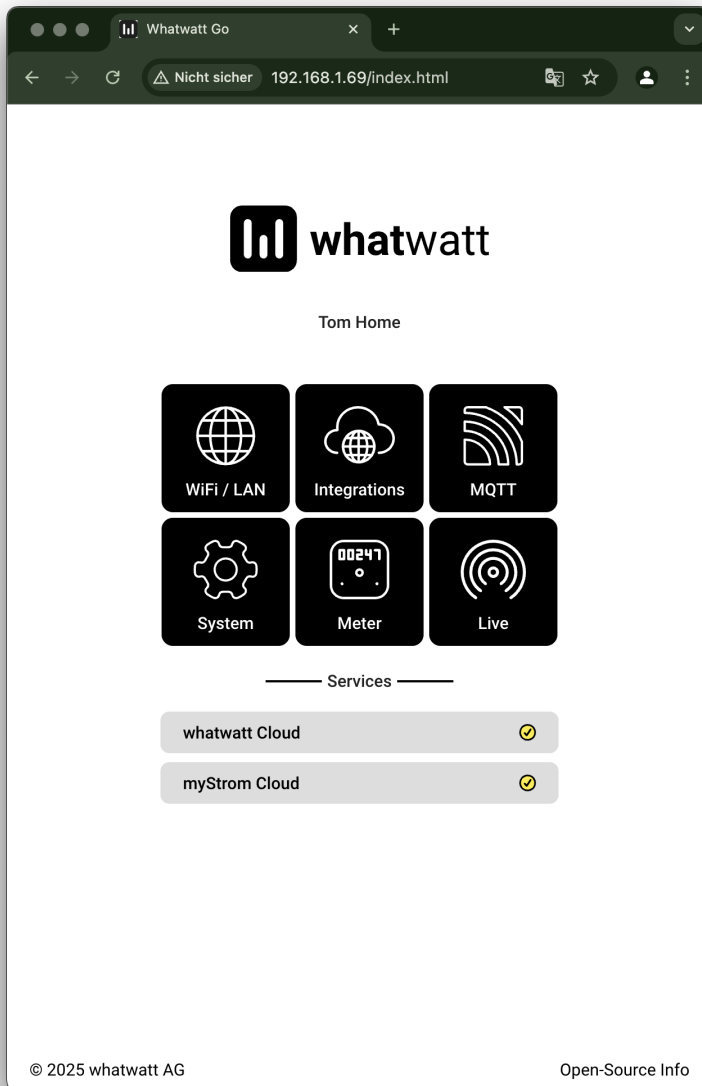 Whatwatt Go
Nicht sicher 192.168.1.69/index.html
whatwatt
Tom Home
WiFi / LAN Integrations MQTT
00247
System Meter Live
Services
whatwatt Cloud
myStrom Cloud
© 2025 whatwatt AG Open-Source Info